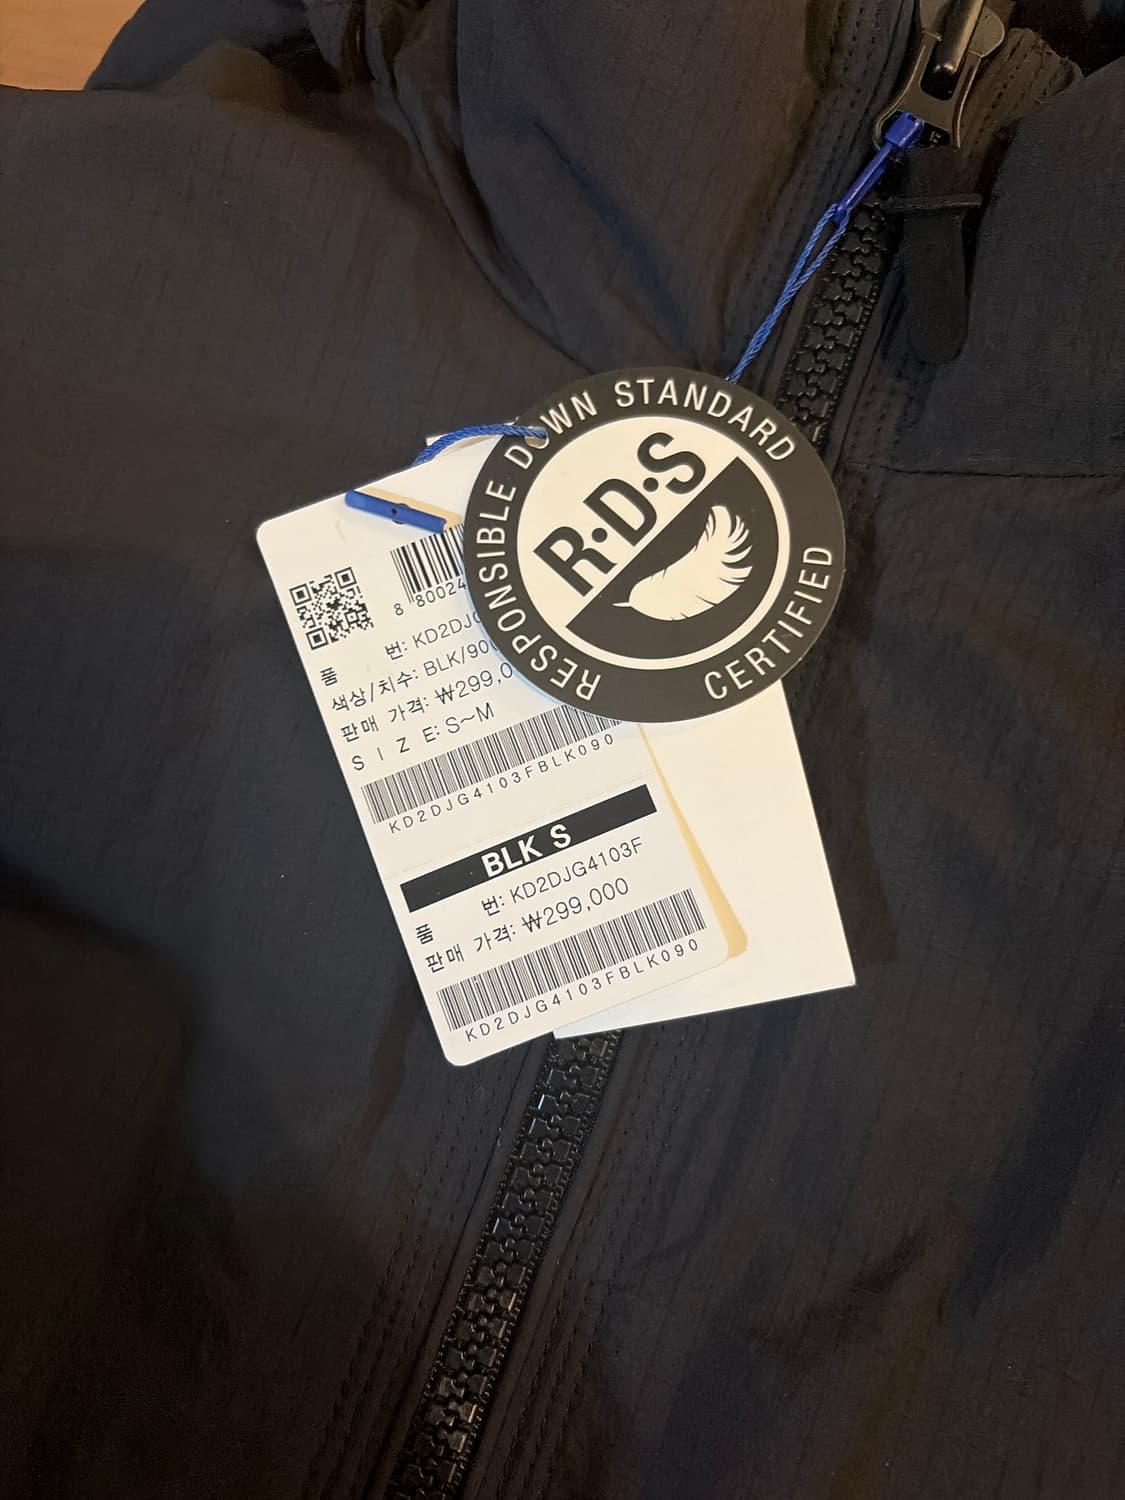 RESPONSIBLE DOWN STANDARD
R·D·S
CERTIFIED
8 80024
품 번: KD2DJG
색상/치수: BLK/90
판매 가격: ₩299,0
S I Z E: S~M
KD2DJG4103FBLK090
BLK S
품 번: KD2DJG4103F
판매 가격: ₩299,000
KD2DJG4103FBLK090